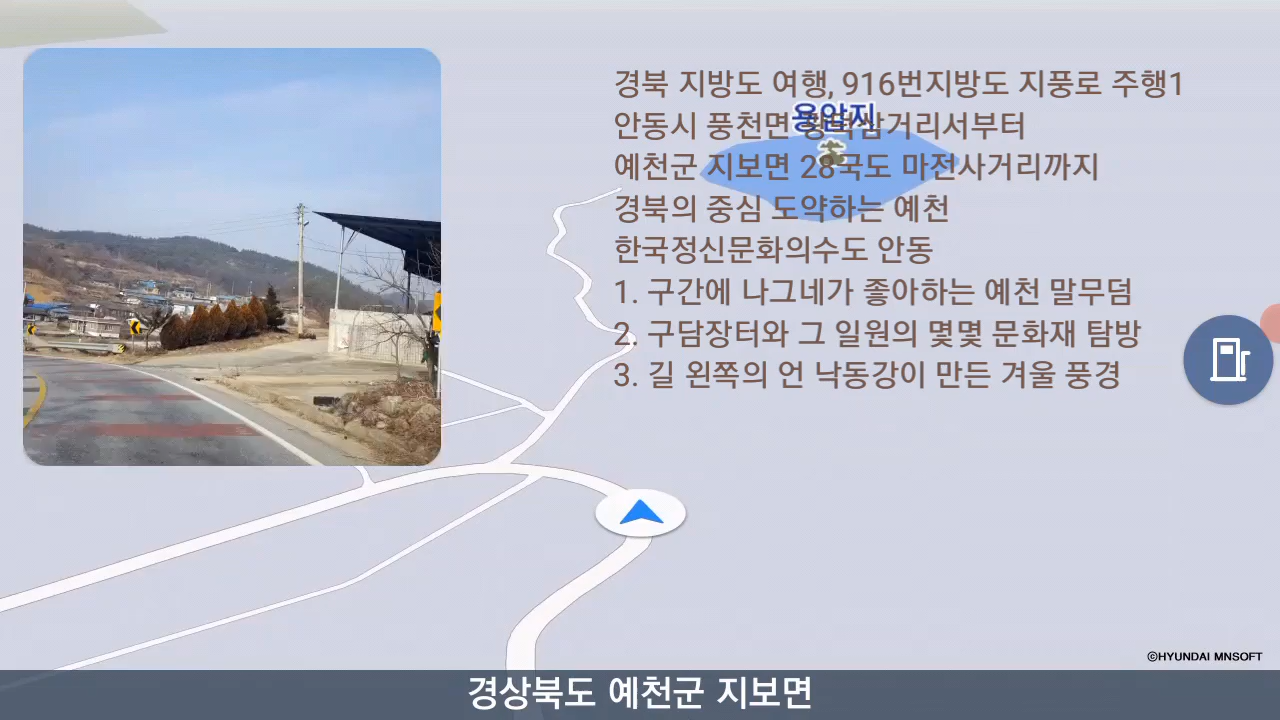 경북 지방도 여행, 916번지방도 지풍로 주행1
용암지
안동시 풍천면 광덕삼거리서부터
예천군 지보면 28국도 마전사거리까지
경북의 중심 도약하는 예천
한국정신문화의수도 안동
1. 구간에 나그네가 좋아하는 예천 말무덤
2. 구담장터와 그 일원의 몇몇 문화재 탐방
3. 길 왼쪽의 언 낙동강이 만든 겨울 풍경
©HYUNDAI MNSOFT
경상북도 예천군 지보면